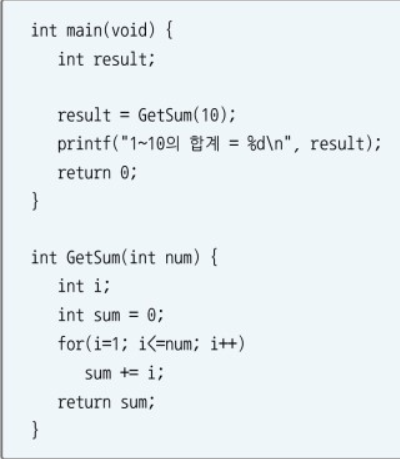 int main(void) {
int result;
result = GetSum(10);
printf("1~10의 합계 = %d\n", result);
return 0;
}
int GetSum(int num) {
int i;
int sum = 0;
for(i=1; i<=num; i++)
sum += i;
return sum;
}